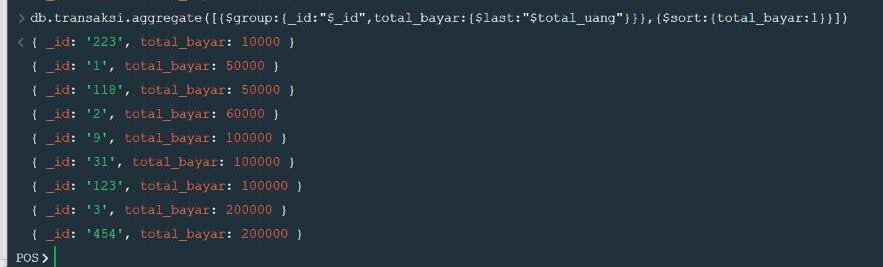 > db.transaksi.aggregate([{$group:{_id:"$_id",total_bayar:{$last:"$total_uang"}}},{$sort:{total_bayar:1}}])
< { _id: '223', total_bayar: 10000 }
{ _id: '1', total_bayar: 50000 }
{ _id: '118', total_bayar: 50000 }
{ _id: '2', total_bayar: 60000 }
{ _id: '9', total_bayar: 100000 }
{ _id: '31', total_bayar: 100000 }
{ _id: '123', total_bayar: 100000 }
{ _id: '3', total_bayar: 200000 }
{ _id: '454', total_bayar: 200000 }
POS>